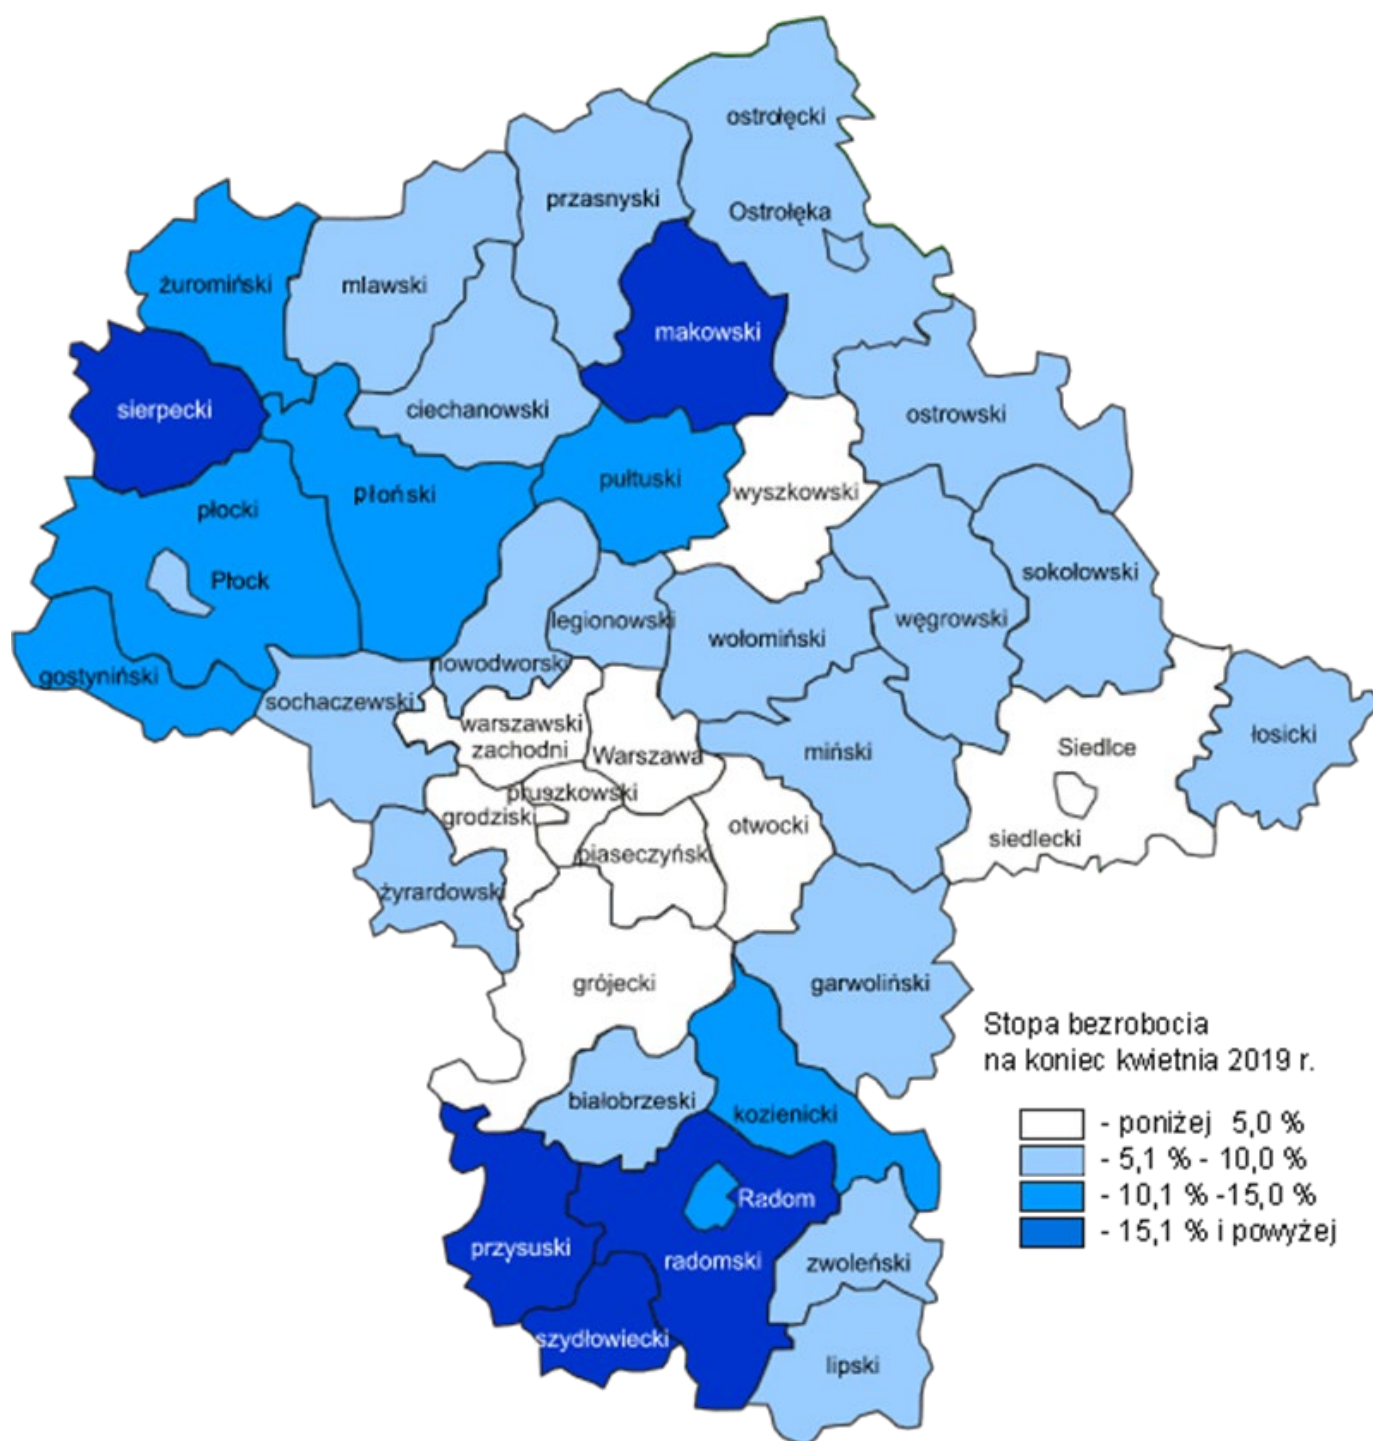 ostrołęcki
przasnyski
Ostrołęka
żuromiński
mlawski
makowski
sierpecki
ciechanowski
ostrowski
pułtuski
wyszkowski
płoński
płocki
Płock
sokołowski
legionowski
węgrowski
wołomiński
nowodworski
gostyniński
sochaczewski
warszawski
zachodni
Warszawa
miński
Siedlce
łosicki
pruszkowski
grodziski
otwocki
siedlecki
piaseczyński
żyrardowski
grójecki
garwoliński
Stopa bezrobocia
na koniec kwietnia 2019 r.
białobrzeski
kozienicki
- poniżej 5,0 %
- 5,1 % - 10,0 %
- 10,1 % -15,0 %
- 15,1 % i powyżej
Radom
przysuski
radomski
zwoleński
szydłowiecki
lipski